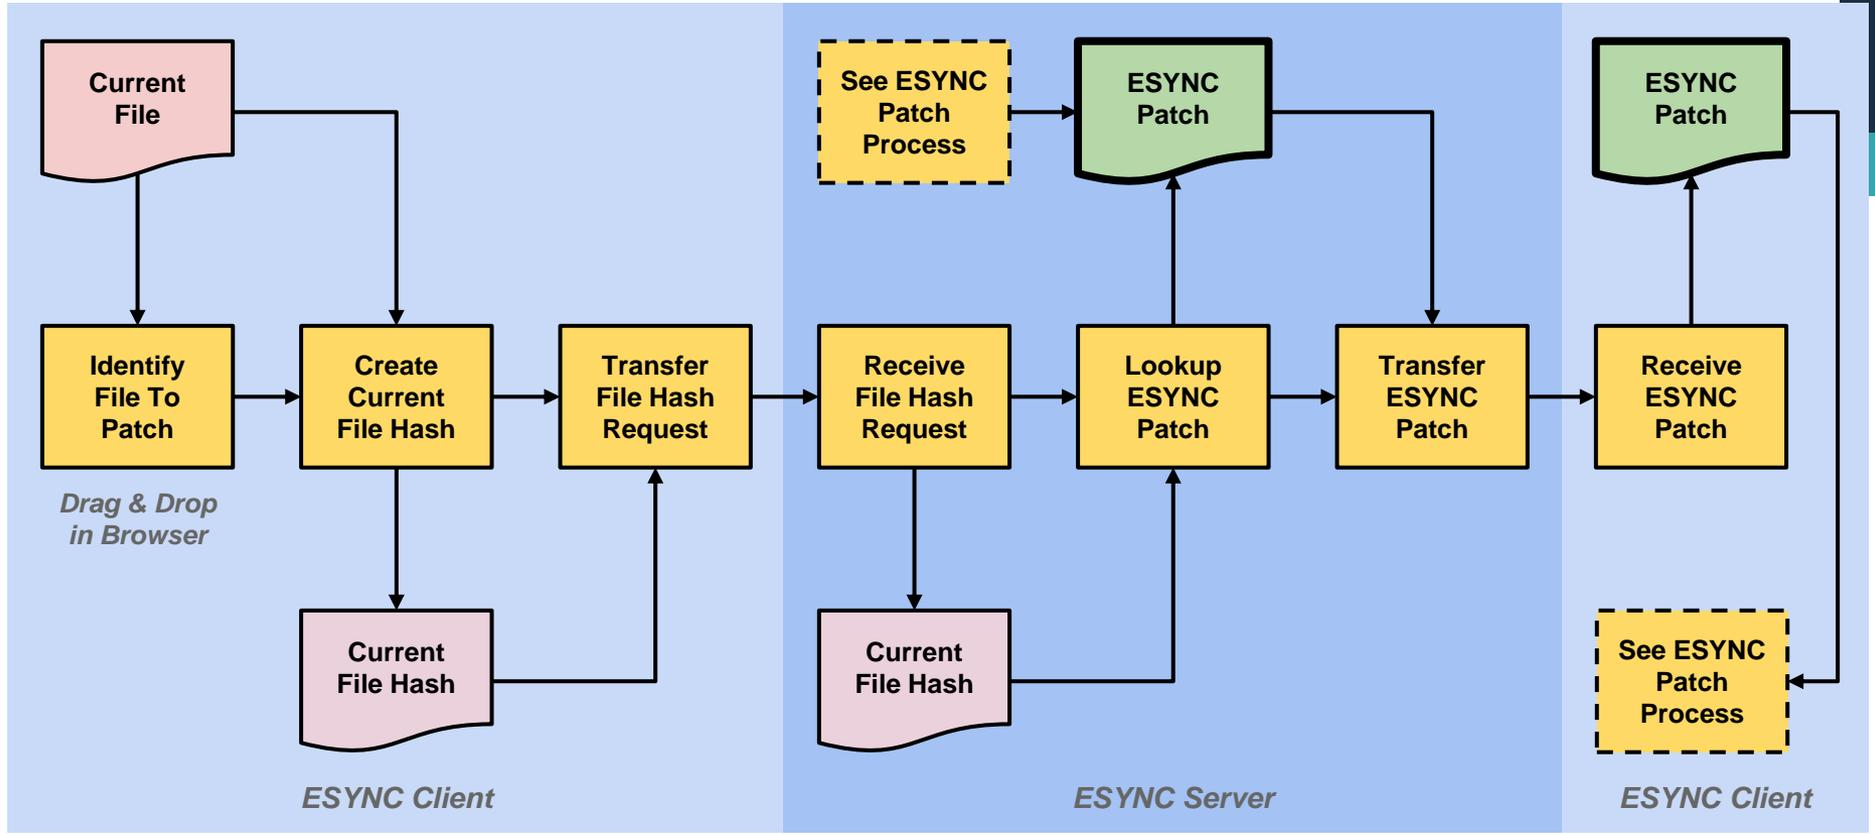 Current
File
See ESYNC
Patch
Process
ESYNC
Patch
ESYNC
Patch
Identify
File To
Patch
Create
Current
File Hash
Transfer
File Hash
Request
Receive
File Hash
Request
Lookup
ESYNC
Patch
Transfer
ESYNC
Patch
Receive
ESYNC
Patch
Drag & Drop
in Browser
Current
File Hash
Current
File Hash
See ESYNC
Patch
Process
ESYNC Client
ESYNC Server
ESYNC Client